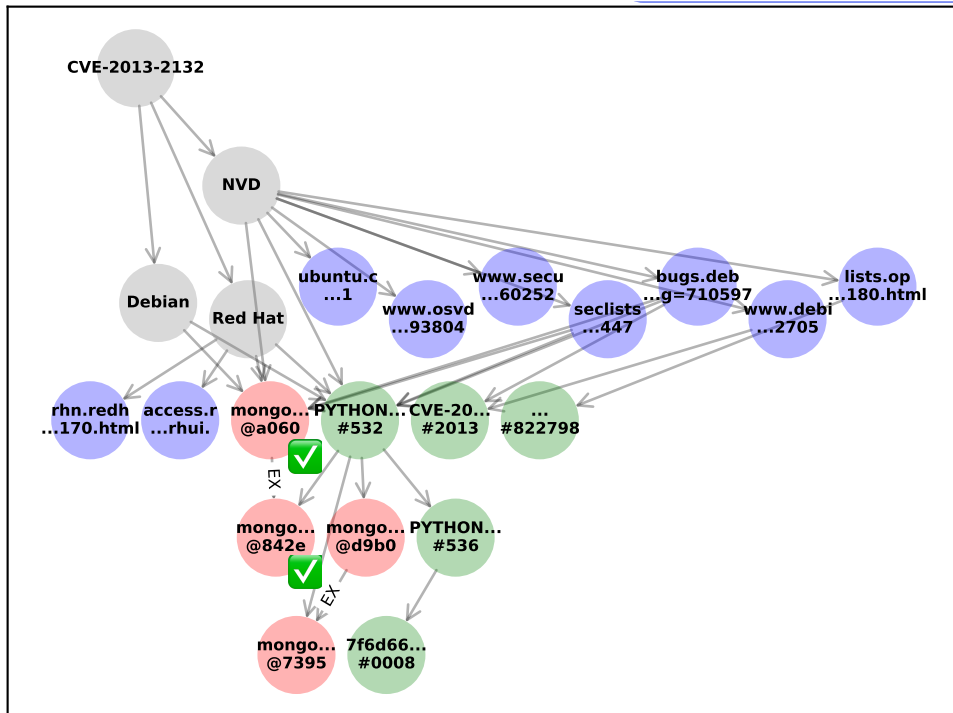 CVE-2013-2132
NVD
Debian
Red Hat
ubuntu.c
...1
www.osvd
...93804
www.secu
...60252
seclists
...447
bugs.deb
...g=710597
www.debi
...2705
lists.op
...180.html
rhn.redh
...170.html
access.r
...rhui.
mongo...
@a060
PYTHON...
#532
CVE-20...
#2013
...
#822798
EX
mongo...
@842e
mongo...
@d9b0
PYTHON...
#536
EX
mongo...
@7395
7f6d66...
#0008